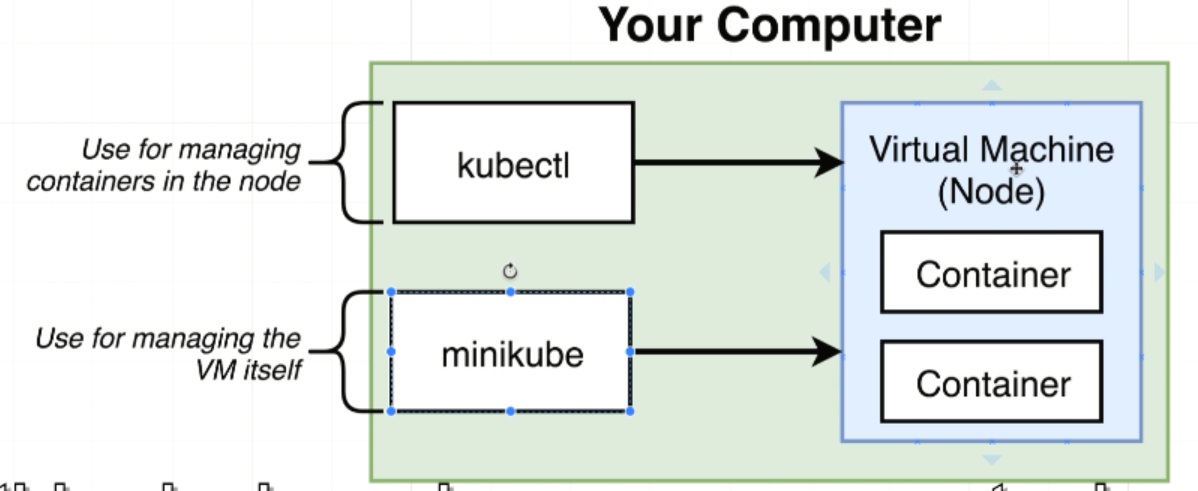 Your Computer
Use for managing
containers in the node
kubectl
Virtual Machine
(Node)
Container
Use for managing the
VM itself
minikube
Container